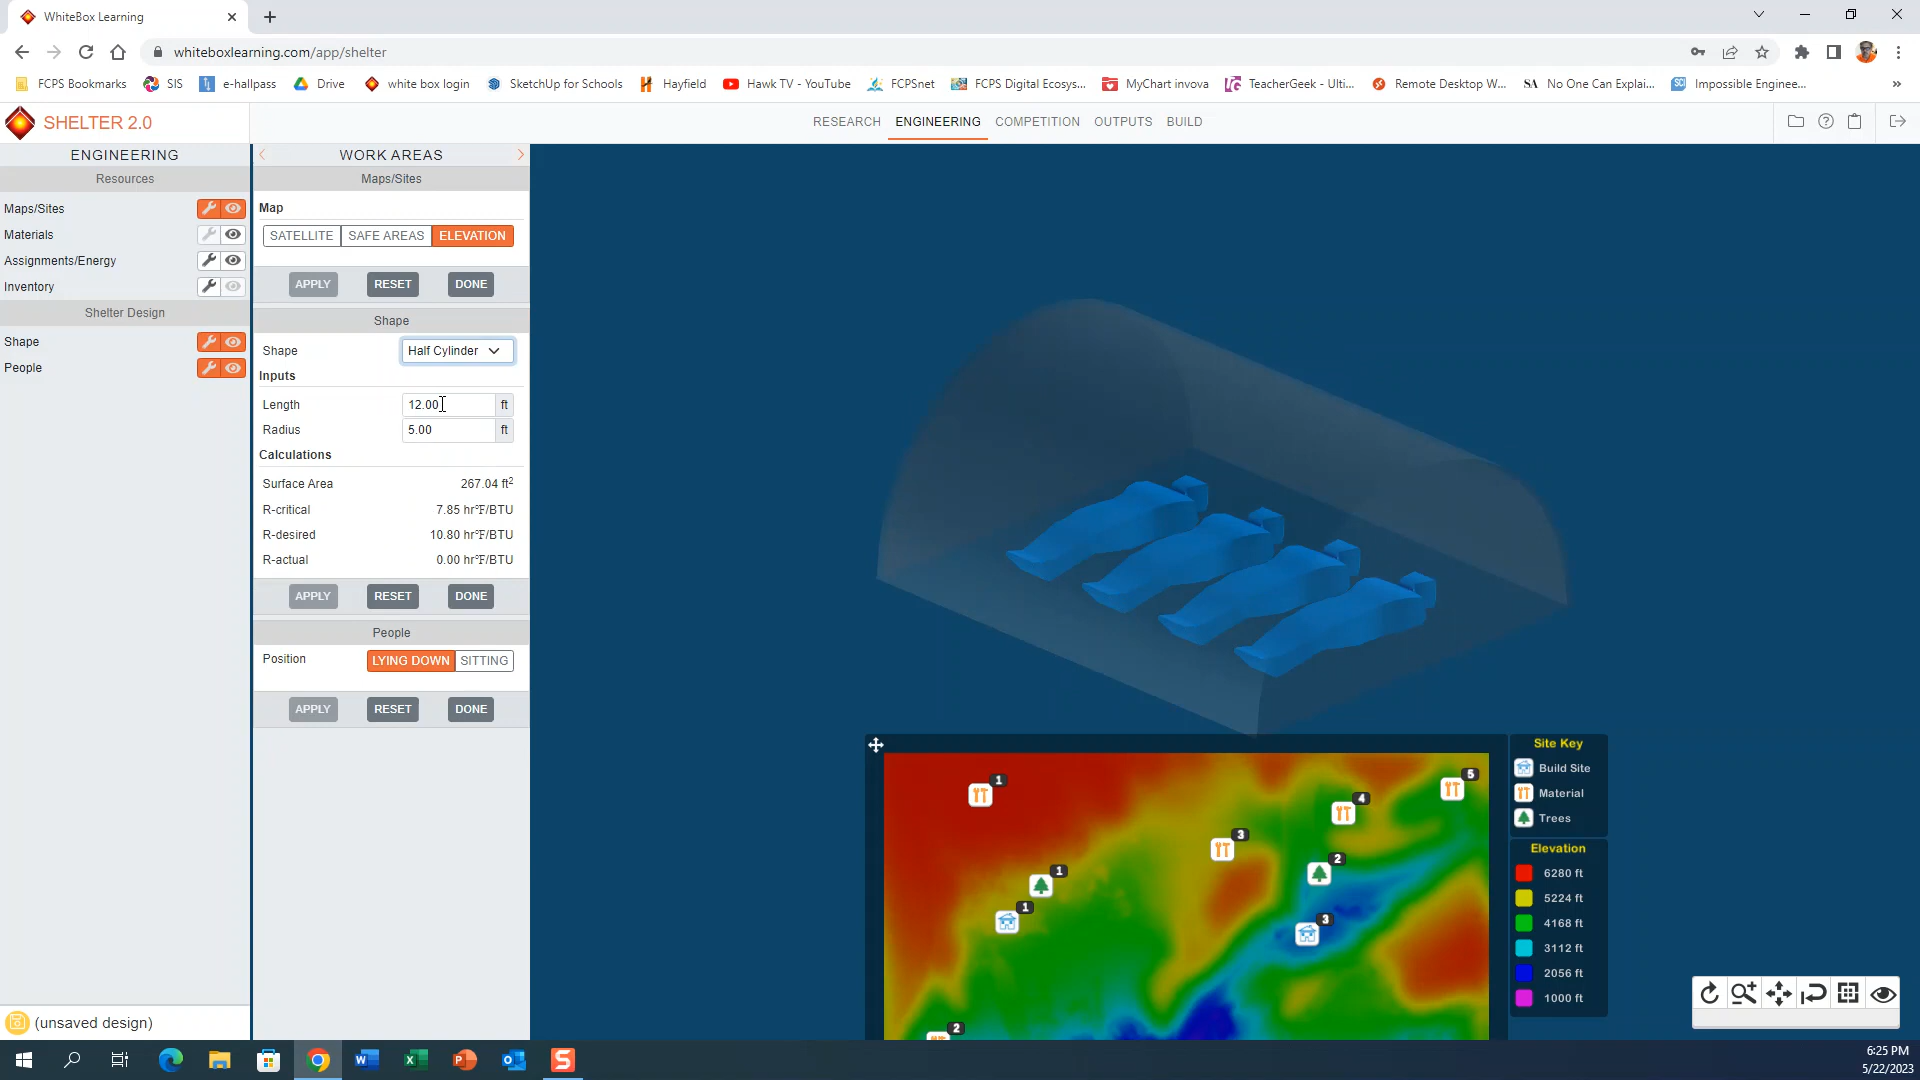 WhiteBox Learning
whiteboxlearning.com/app/shelter
FCPS Bookmarks SIS e-hallpass Drive white box login SketchUp for Schools Hayfield Hawk TV - YouTube FCPSnet FCPS Digital Ecosys... MyChart invova TeacherGeek - Ulti... Remote Desktop W... SA No One Can Explai... Impossible Enginee... »
SHELTER 2.0
RESEARCH ENGINEERING COMPETITION OUTPUTS BUILD
ENGINEERING
Resources
Maps/Sites
Materials
Assignments/Energy
Inventory
Shelter Design
Shape
People
(unsaved design)
WORK AREAS
Maps/Sites
Map
SATELLITE SAFE AREAS ELEVATION
APPLY RESET DONE
Shape
Shape Half Cylinder
Inputs
Length 12.00 ft
Radius 5.00 ft
Calculations
Surface Area 267.04 ft²
R-critical 7.85 hr°F/BTU
R-desired 10.80 hr°F/BTU
R-actual 0.00 hr°F/BTU
APPLY RESET DONE
People
Position LYING DOWN SITTING
APPLY RESET DONE
1
5
4
3
2
1
1
3
2
Site Key
Build Site
Material
Trees
Elevation
6280 ft
5224 ft
4168 ft
3112 ft
2056 ft
1000 ft
6:25 PM
5/22/2023